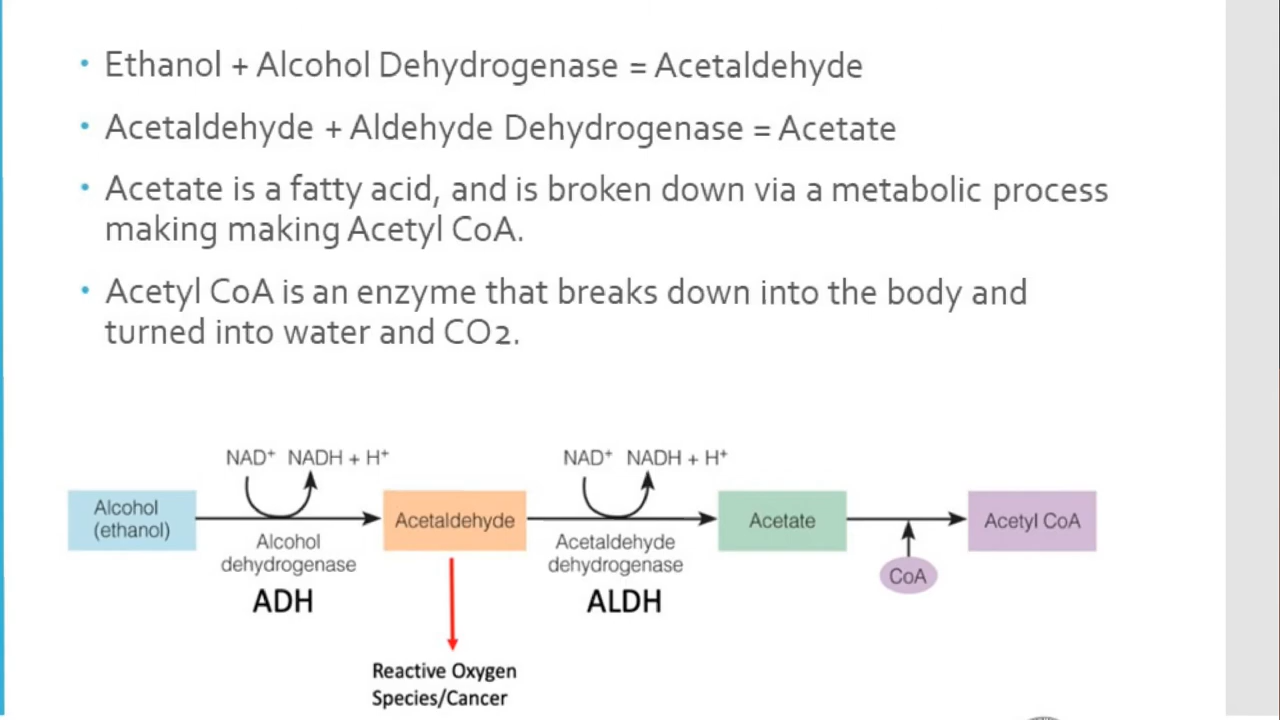 • Ethanol + Alcohol Dehydrogenase = Acetaldehyde
• Acetaldehyde + Aldehyde Dehydrogenase = Acetate
• Acetate is a fatty acid, and is broken down via a metabolic process
making making Acetyl CoA.
• Acetyl CoA is an enzyme that breaks down into the body and
turned into water and CO2.
NAD⁺ NADH + H⁺
NAD⁺ NADH + H⁺
Alcohol
(ethanol)
Acetaldehyde
Acetate
Acetyl CoA
Alcohol
dehydrogenase
ADH
Acetaldehyde
dehydrogenase
ALDH
CoA
Reactive Oxygen
Species/Cancer